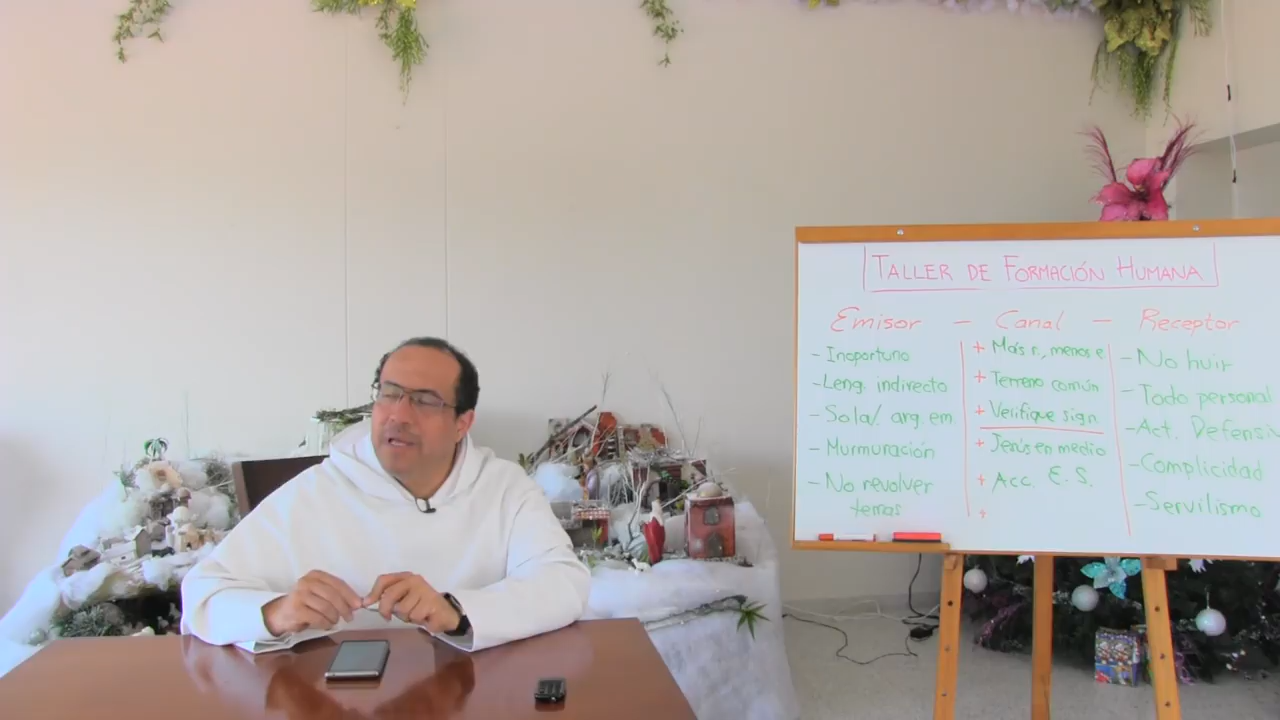 TALLER DE FORMACIÓN HUMANA
Emisor - Canal - Receptor
- Inoportuno
- Leng. indirecto
- Sola/. arg. em.
- Murmuración
- No revolver
temas
+ Más r., menos e.
+ Terreno común
+ Verifique sign.
+ Jesús en medio
+ Acc. E. S.
+
- No huir
- Todo personal
- Act. Defensi
- Complicidad
- Servilismo